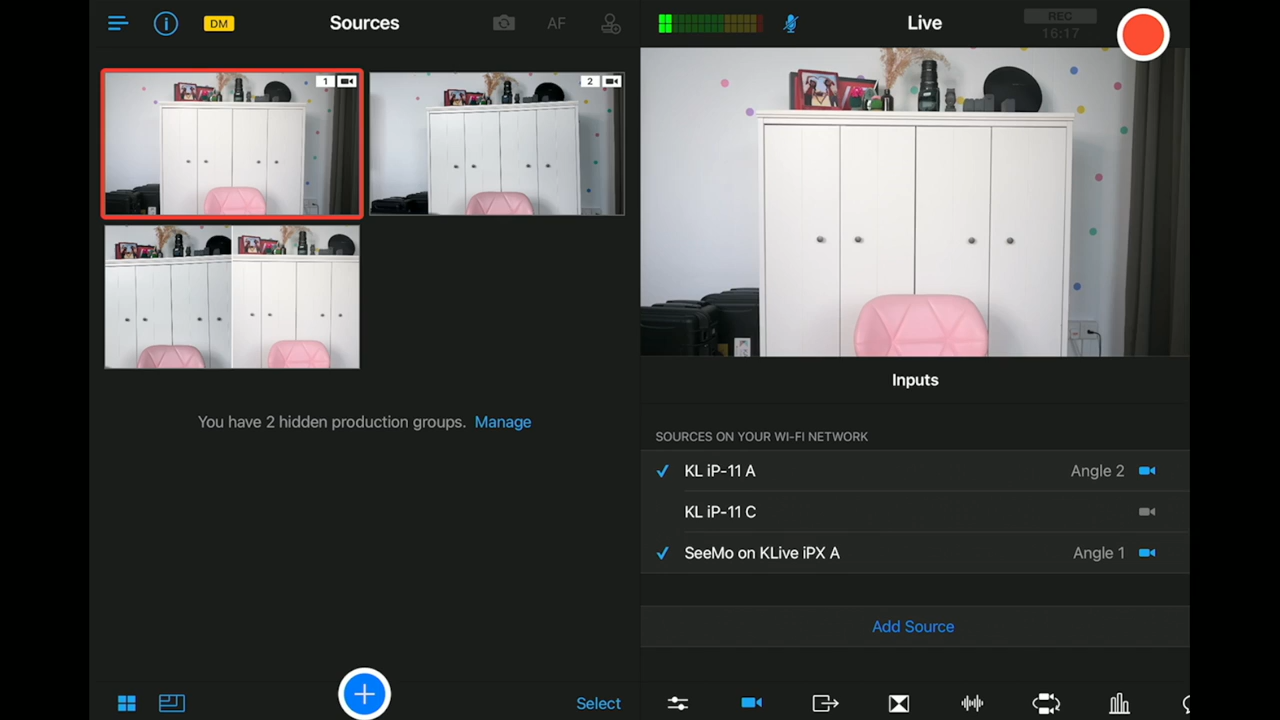 DM
Sources
AF
1
2
You have 2 hidden production groups. Manage
Select
Live
REC
16:17
Inputs
SOURCES ON YOUR WI-FI NETWORK
KL iP-11 A
Angle 2
KL iP-11 C
SeeMo on KLive iPX A
Angle 1
Add Source